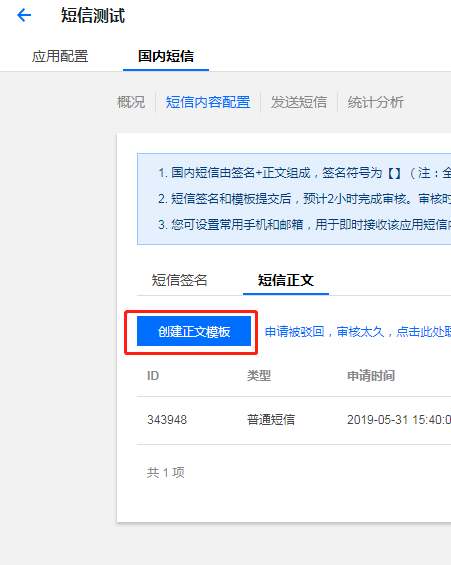 短信测试
应用配置 国内短信
概况 短信内容配置 发送短信 统计分析
1. 国内短信由签名+正文组成，签名符号为【】（注：全
2. 短信签名和模板提交后，预计2小时完成审核。审核时
3. 您可设置常用手机和邮箱，用于即时接收该应用短信内
短信签名 短信正文
创建正文模板 申请被驳回，审核太久，点击此处联
ID 类型 申请时间
343948 普通短信 2019-05-31 15:40:0
共 1 项